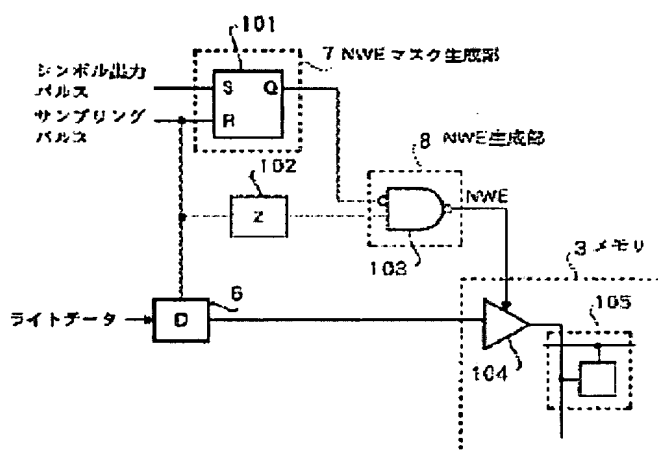 101
7 NWEマスク生成部
シンボル出力
パルス
S Q
サンプリング
パルス
R
102
8 NWE生成部
Z
NWE
103
3 メモリ
6
105
ライトデータ
D
104